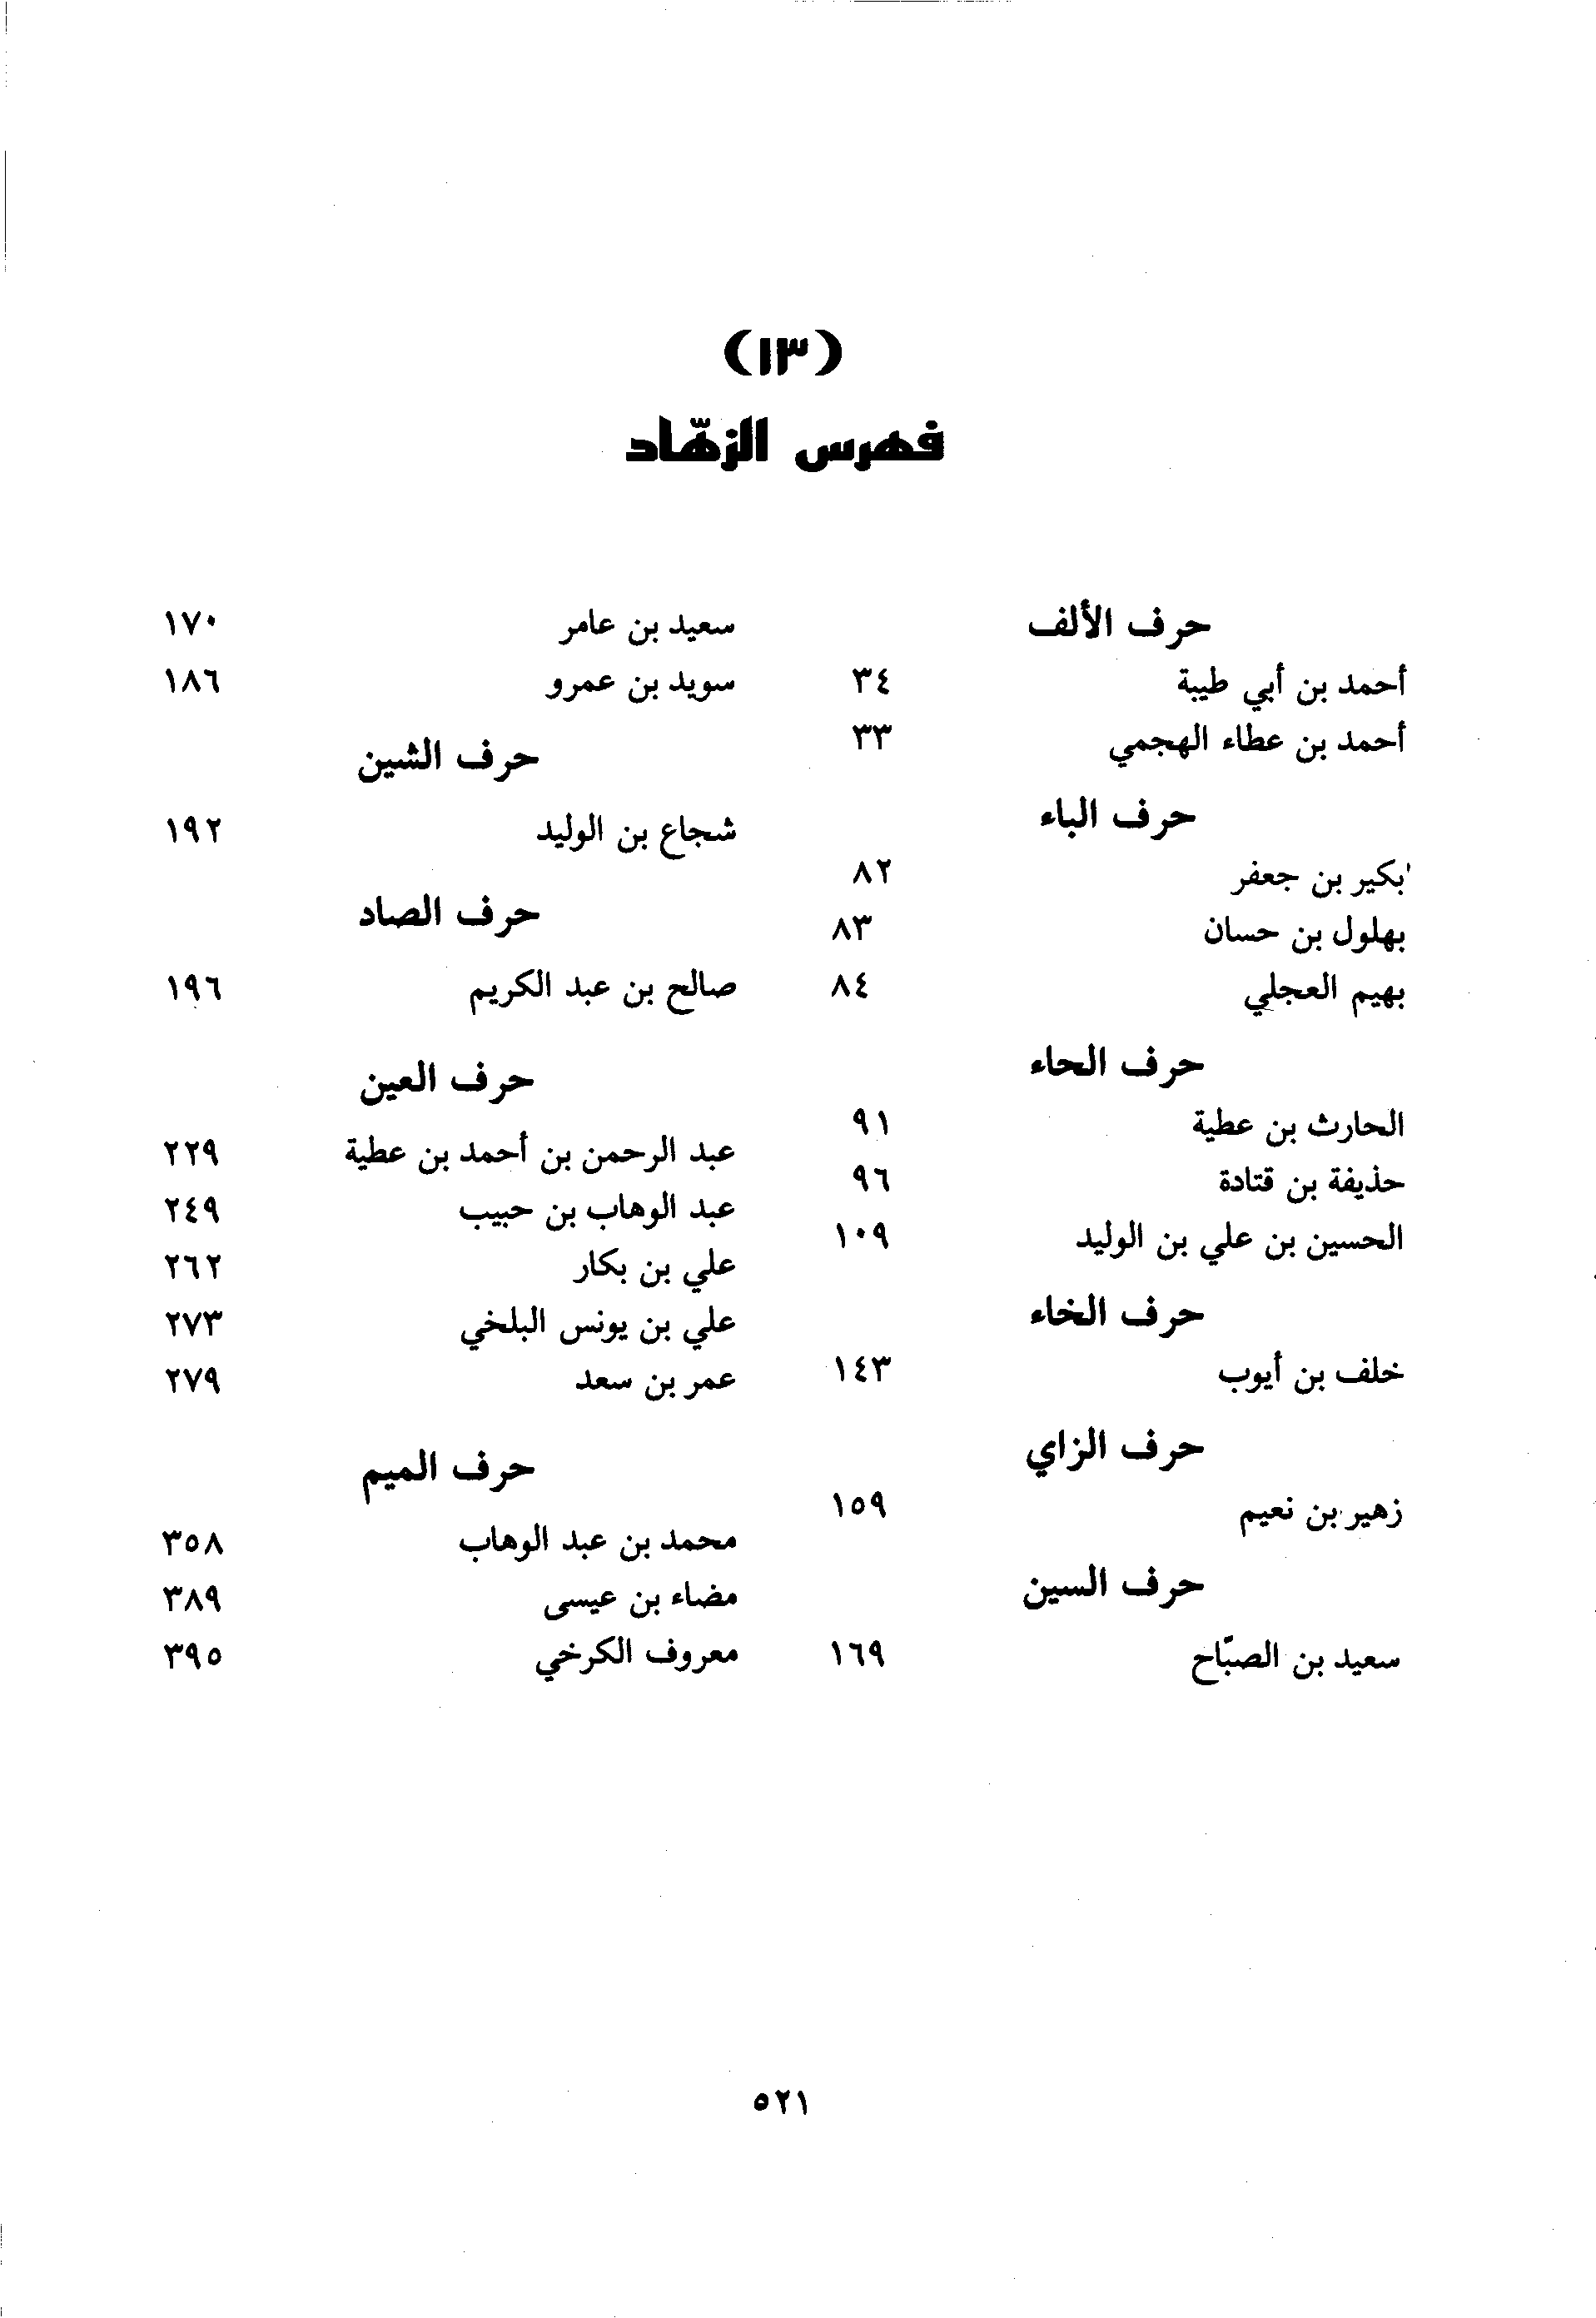 (١٣)
فهرس الزهّاد
حرف الألف
أحمد بن أبي طيبة ٣٤
أحمد بن عطاء الهجمي ٣٣
حرف الباء
بكير بن جعفر ٨٢
بهلول بن حسان ٨٣
بهيم العجلي ٨٤
حرف الحاء
الحارث بن عطية ٩١
حذيفة بن قتادة ٩٦
الحسين بن علي بن الوليد ١٠٩
حرف الخاء
خلف بن أيوب ١٤٣
حرف الزاي
زهير بن نعيم ١٥٩
حرف السين
سعيد بن الصبّاح ١٦٩
سعيد بن عامر ١٧٠
سويد بن عمرو ١٨٦
حرف الشين
شجاع بن الوليد ١٩٢
حرف الصاد
صالح بن عبد الكريم ١٩٦
حرف العين
عبد الرحمن بن أحمد بن عطية ٢٢٩
عبد الوهاب بن حبيب ٢٤٩
علي بن بكار ٢٦٢
علي بن يونس البلخي ٢٧٣
عمر بن سعد ٢٧٩
حرف الميم
محمد بن عبد الوهاب ٣٥٨
مضاء بن عيسى ٣٨٩
معروف الكرخي ٣٩٥
٥٢١